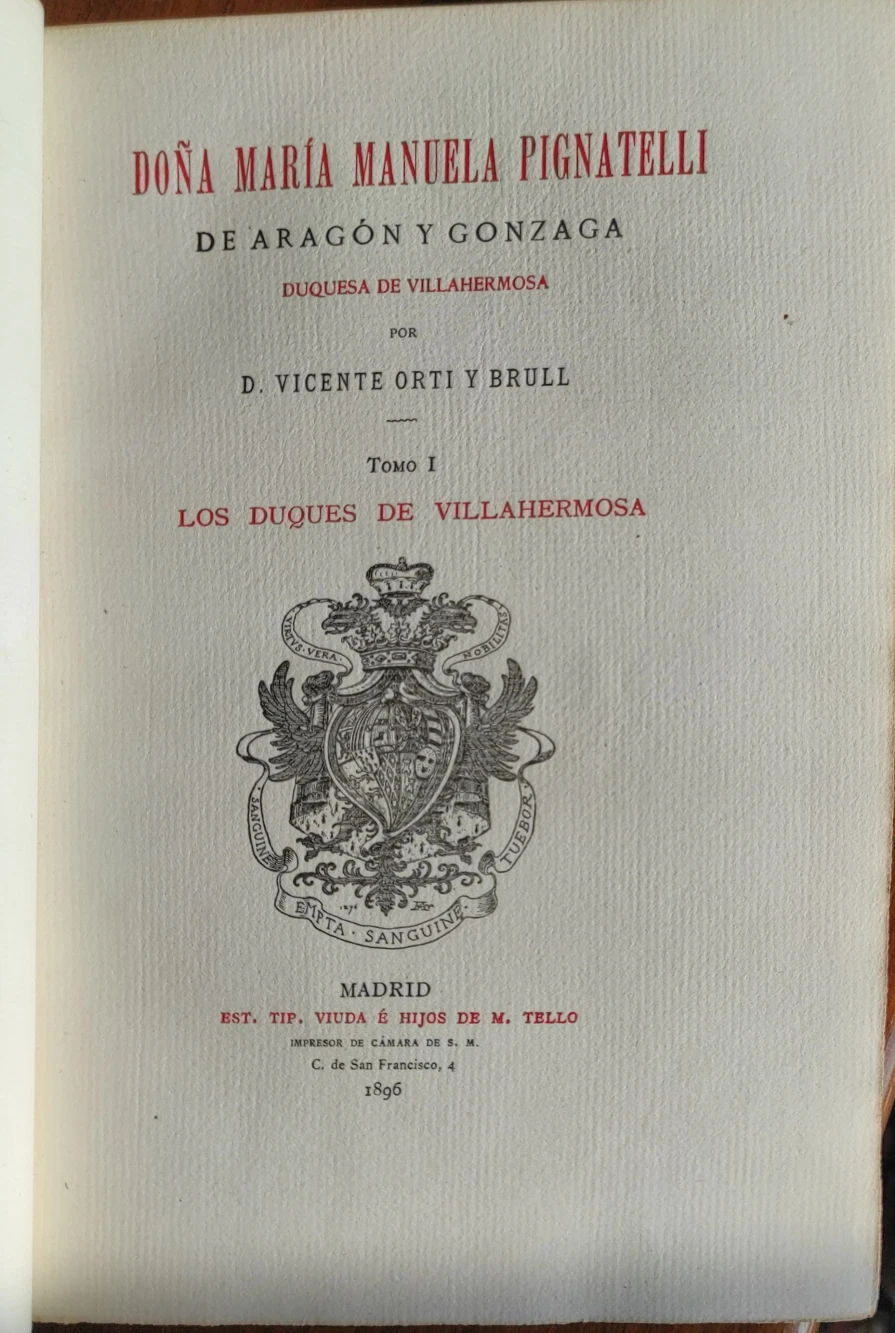 DOÑA MARÍA MANUELA PIGNATELLI
DE ARAGÓN Y GONZAGA
DUQUESA DE VILLAHERMOSA
POR
D. VICENTE ORTI Y BRULL
TOMO I
LOS DUQUES DE VILLAHERMOSA
VIRTVS · VERA · NOBILITAS ·
· SANGUINE · TUEBOR ·
EMPTA · SANGUINE ·
MADRID
EST. TIP. VIUDA É HIJOS DE M. TELLO
IMPRESOR DE CÁMARA DE S. M.
C. de San Francisco, 4
1896